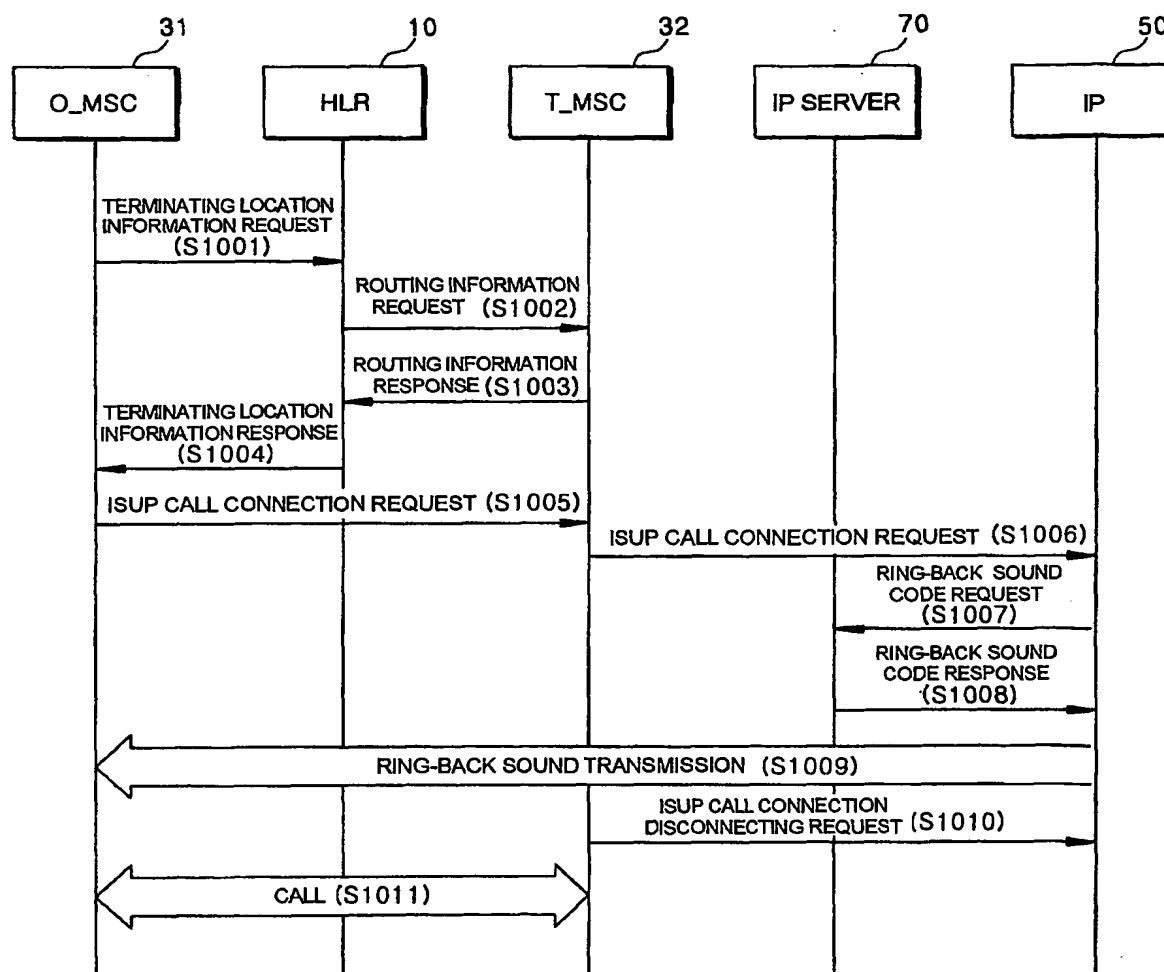 31
10
32
70
50
O_MSC
HLR
T_MSC
IP SERVER
IP
TERMINATING LOCATION
INFORMATION REQUEST
(S1001)
ROUTING INFORMATION
REQUEST (S1002)
ROUTING INFORMATION
RESPONSE (S1003)
TERMINATING LOCATION
INFORMATION RESPONSE
(S1004)
ISUP CALL CONNECTION REQUEST (S1005)
ISUP CALL CONNECTION REQUEST (S1006)
RING-BACK SOUND
CODE REQUEST
(S1007)
RING-BACK SOUND
CODE RESPONSE
(S1008)
RING-BACK SOUND TRANSMISSION (S1009)
ISUP CALL CONNECTION
DISCONNECTING REQUEST (S1010)
CALL (S1011)